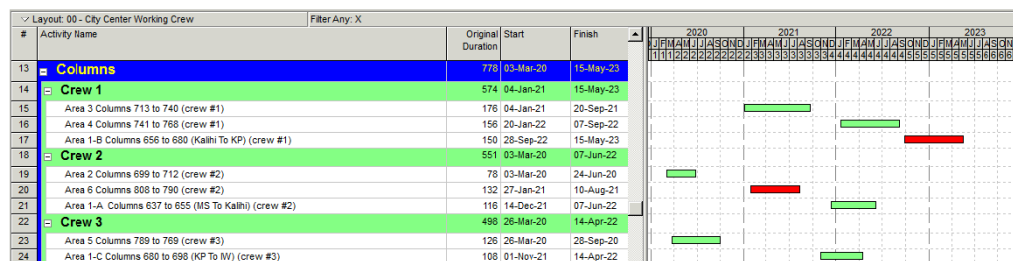 Layout: 00 - City Center Working Crew Filter Any: X
# Activity Name Original Duration Start Finish 2020 2021 2022 2023
13 Columns 778 03-Mar-20 15-May-23
14 Crew 1 574 04-Jan-21 15-May-23
15 Area 3 Columns 713 to 740 (crew #1) 176 04-Jan-21 20-Sep-21
16 Area 4 Columns 741 to 768 (crew #1) 156 20-Jan-22 07-Sep-22
17 Area 1-B Columns 656 to 680 (Kalihi To KP) (crew #1) 150 28-Sep-22 15-May-23
18 Crew 2 551 03-Mar-20 07-Jun-22
19 Area 2 Columns 699 to 712 (crew #2) 78 03-Mar-20 24-Jun-20
20 Area 6 Columns 808 to 790 (crew #2) 132 27-Jan-21 10-Aug-21
21 Area 1-A Columns 637 to 655 (MS To Kalihi) (crew #2) 116 14-Dec-21 07-Jun-22
22 Crew 3 498 26-Mar-20 14-Apr-22
23 Area 5 Columns 789 to 769 (crew #3) 126 26-Mar-20 28-Sep-20
24 Area 1-C Columns 680 to 698 (KP To IW) (crew #3) 108 01-Nov-21 14-Apr-22